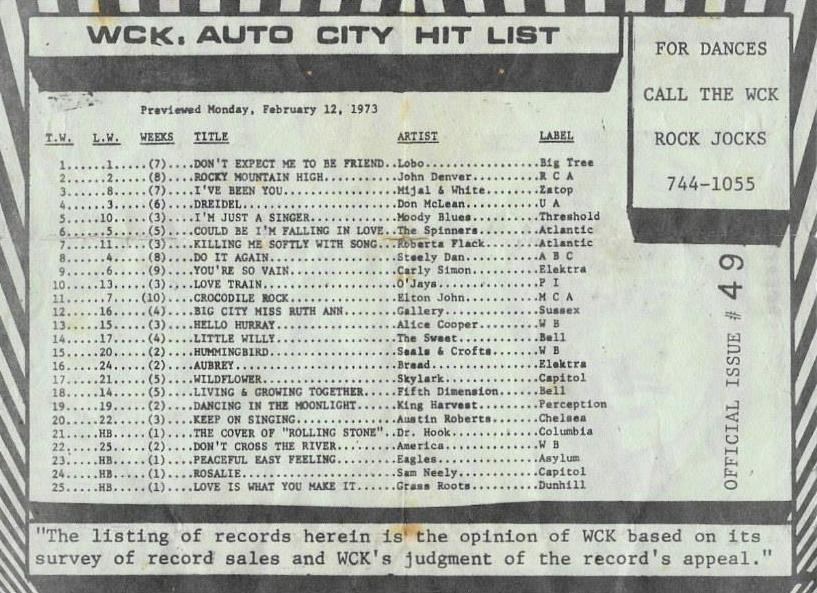 WCK. AUTO CITY HIT LIST
FOR DANCES
CALL THE WCK
ROCK JOCKS
744-1055
Previewed Monday, February 12, 1973
T.W. L.W. WEEKS TITLE ARTIST LABEL
1......1.....(7)....DON'T EXPECT ME TO BE FRIEND..Lobo...............Big Tree
2......2.....(8)....ROCKY MOUNTAIN HIGH...........John Denver........R C A
3......8.....(7)....I'VE BEEN YOU.................Mijal & White......Zatop
4......3.....(6)....DREIDEL.......................Don McLean.........U A
5.....10.....(3)....I'M JUST A SINGER.............Moody Blues........Threshold
6......5.....(5)....COULD BE I'M FALLING IN LOVE..The Spinners.......Atlantic
7.....11.....(3)....KILLING ME SOFTLY WITH SONG...Roberta Flack......Atlantic
8......4.....(8)....DO IT AGAIN...................Steely Dan.........A B C
9......6.....(9)....YOU'RE SO VAIN................Carly Simon........Elektra
10.....13.....(3)....LOVE TRAIN....................O'Jays.............P I
11......7....(10)....CROCODILE ROCK................Elton John.........M C A
12.....16.....(4)....BIG CITY MISS RUTH ANN........Gallery............Sussex
13.....15.....(3)....HELLO HURRAY..................Alice Cooper.......W B
14.....17.....(4)....LITTLE WILLY..................The Sweet..........Bell
15.....20.....(2)....HUMMINGBIRD...................Seals & Crofts.....W B
16.....24.....(2)....AUBREY........................Bread..............Elektra
17.....21.....(5)....WILDFLOWER....................Skylark............Capitol
18.....14.....(5)....LIVING & GROWING TOGETHER.....Fifth Dimension....Bell
19.....19.....(2)....DANCING IN THE MOONLIGHT......King Harvest.......Perception
20.....22.....(3)....KEEP ON SINGING...............Austin Roberts.....Chelsea
21.....HB.....(1)....THE COVER OF "ROLLING STONE"..Dr. Hook...........Columbia
22.....25.....(2)....DON'T CROSS THE RIVER.........America............W B
23.....HB.....(1)....PEACEFUL EASY FEELING.........Eagles.............Asylum
24.....HB.....(1)....ROSALIE.......................Sam Neely..........Capitol
25.....HB.....(1)....LOVE IS WHAT YOU MAKE IT......Grass Roots........Dunhill
OFFICIAL ISSUE # 49
"The listing of records herein is the opinion of WCK based on its
survey of record sales and WCK's judgment of the record's appeal."